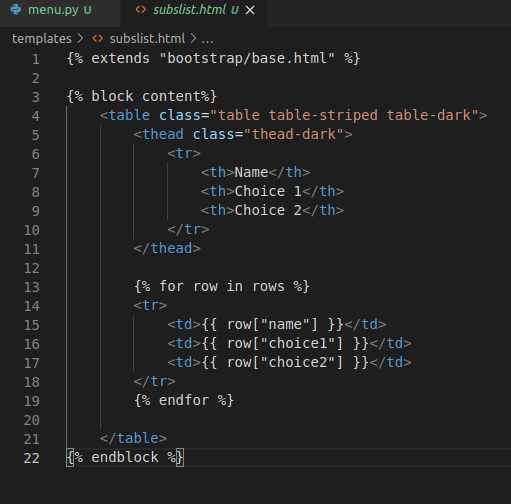 menu.py U
<> subslist.html U ×
templates > <> subslist.html > ...
1 {% extends "bootstrap/base.html" %}
2
3 {% block content%}
4 <table class="table table-striped table-dark">
5 <thead class="thead-dark">
6 <tr>
7 <th>Name</th>
8 <th>Choice 1</th>
9 <th>Choice 2</th>
10 </tr>
11 </thead>
12
13 {% for row in rows %}
14 <tr>
15 <td>{{ row["name"] }}</td>
16 <td>{{ row["choice1"] }}</td>
17 <td>{{ row["choice2"] }}</td>
18 </tr>
19 {% endfor %}
20
21 </table>
22 {% endblock %}